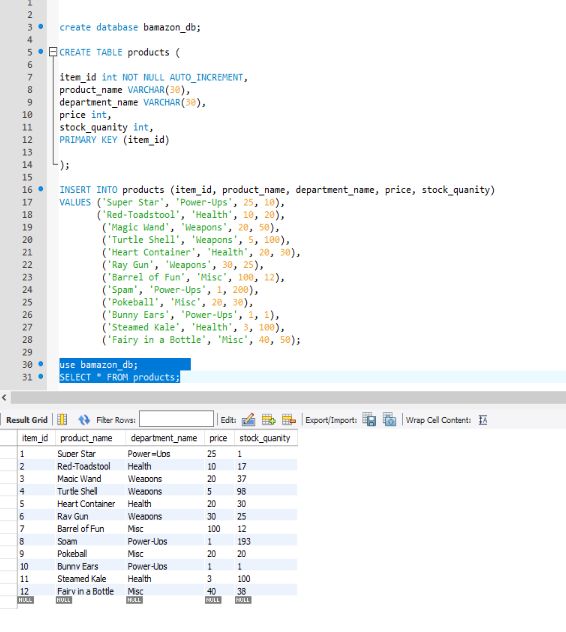 1
2
3 create database bamazon_db;
4
5 CREATE TABLE products (
6
7 item_id int NOT NULL AUTO_INCREMENT,
8 product_name VARCHAR(30),
9 department_name VARCHAR(30),
10 price int,
11 stock_quanity int,
12 PRIMARY KEY (item_id)
13
14 );
15
16 INSERT INTO products (item_id, product_name, department_name, price, stock_quanity)
17 VALUES ('Super Star', 'Power-Ups', 25, 10),
18 ('Red-Toadstool', 'Health', 10, 20),
19 ('Magic Wand', 'Weapons', 20, 50),
20 ('Turtle Shell', 'Weapons', 5, 100),
21 ('Heart Container', 'Health', 20, 30),
22 ('Ray Gun', 'Weapons', 30, 25),
23 ('Barrel of Fun', 'Misc', 100, 12),
24 ('Spam', 'Power-Ups', 1, 200),
25 ('Pokeball', 'Misc', 20, 30),
26 ('Bunny Ears', 'Power-Ups', 1, 1),
27 ('Steamed Kale', 'Health', 3, 100),
28 ('Fairy in a Bottle', 'Misc', 40, 50);
29
30 use bamazon_db;
31 SELECT * FROM products;
Result Grid Filter Rows: Edit: Export/Import: Wrap Cell Content:
item_id product_name department_name price stock_quanity
1 Super Star Power=Ups 25 1
2 Red-Toadstool Health 10 17
3 Magic Wand Weapons 20 37
4 Turtle Shell Weapons 5 98
5 Heart Container Health 20 30
6 Ray Gun Weapons 30 25
7 Barrel of Fun Misc 100 12
8 Spam Power-Ups 1 193
9 Pokeball Misc 20 20
10 Bunny Ears Power-Ups 1 1
11 Steamed Kale Health 3 100
12 Fairy in a Bottle Misc 40 38
NULL NULL NULL NULL NULL